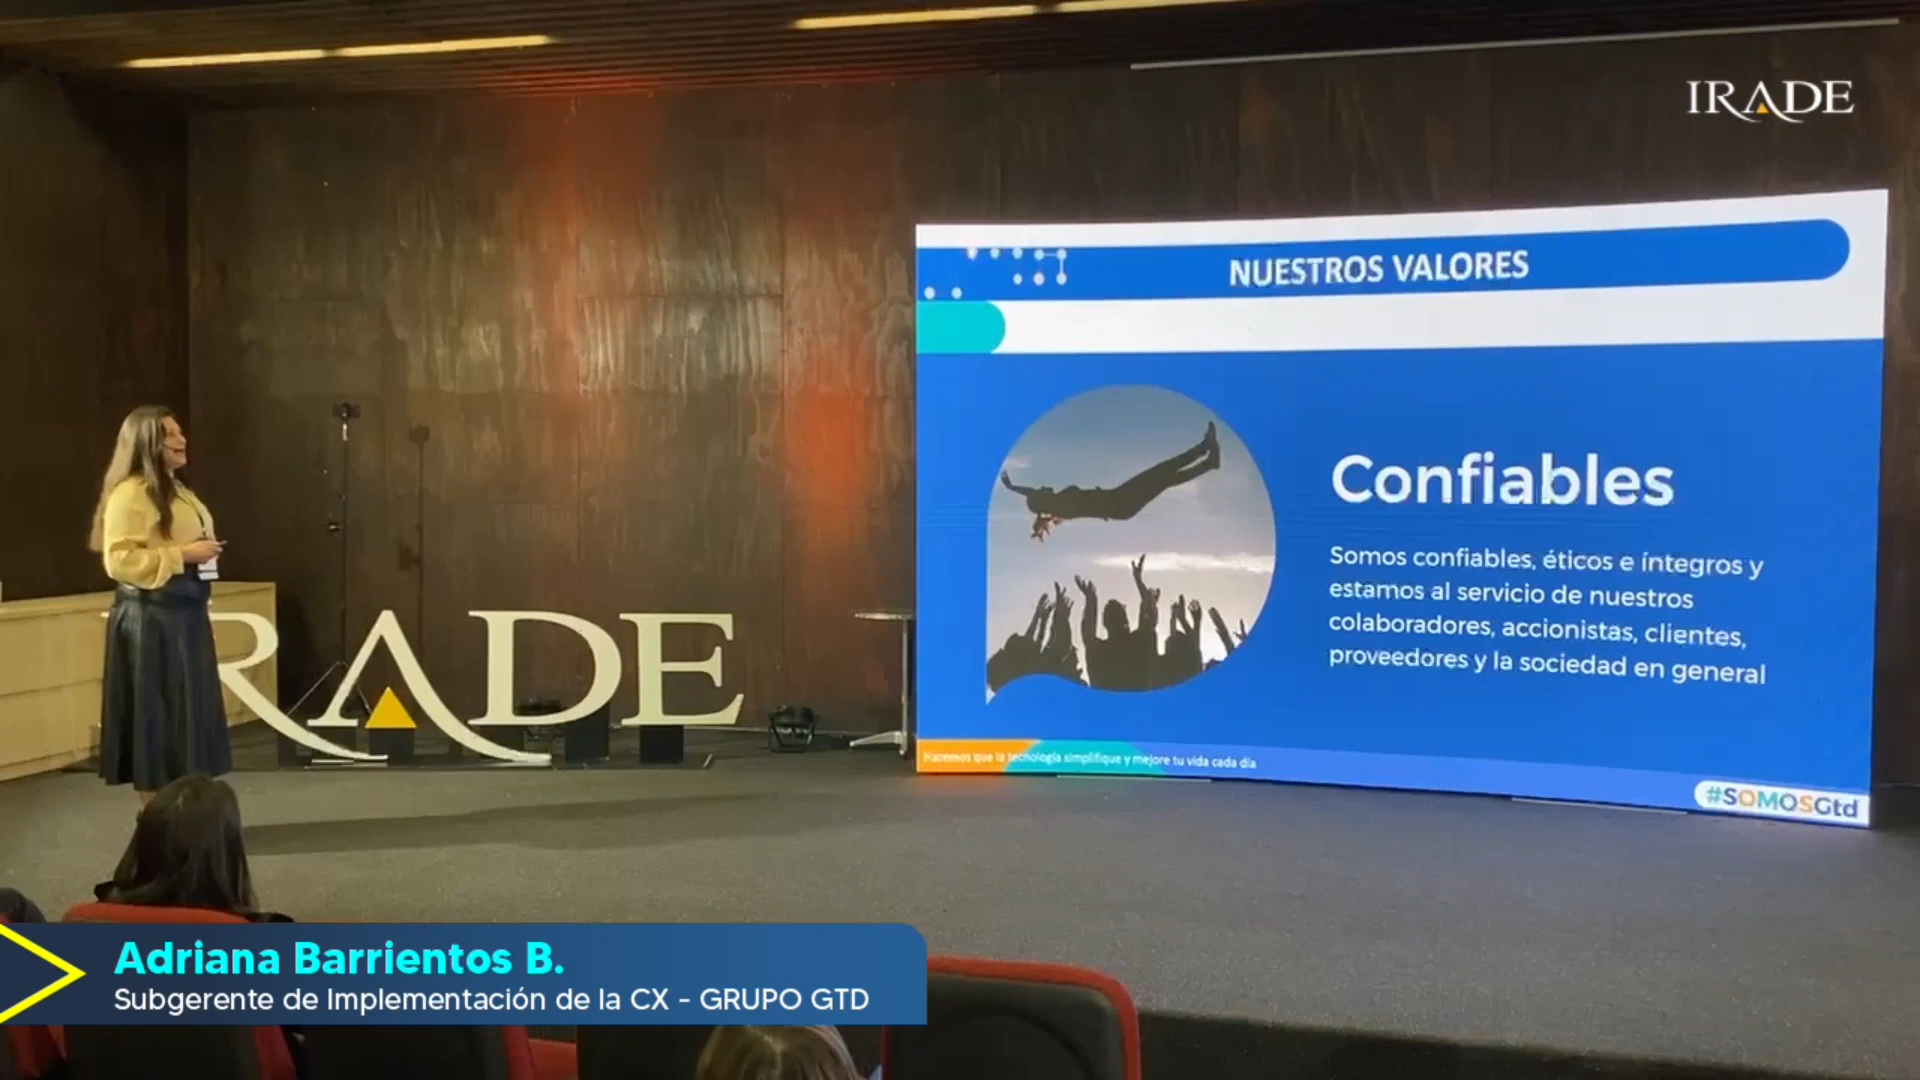 IRADE
NUESTROS VALORES
Confiables
Somos confiables, éticos e íntegros y
estamos al servicio de nuestros
colaboradores, accionistas, clientes,
proveedores y la sociedad en general
Hacemos que la tecnología simplifique y mejore tu vida cada día
#SOMOSGtd
IRADE
Adriana Barrientos B.
Subgerente de Implementación de la CX - GRUPO GTD